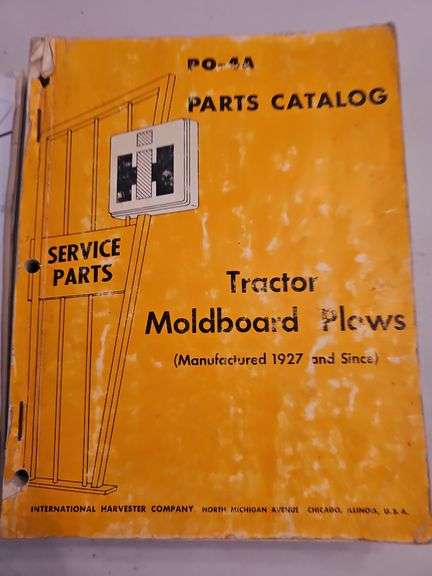 PO-4A
PARTS CATALOG
IH
SERVICE
PARTS
Tractor
Moldboard Plows
(Manufactured 1927 and Since)
INTERNATIONAL HARVESTER COMPANY NORTH MICHIGAN AVENUE CHICAGO, ILLINOIS, U.S.A.